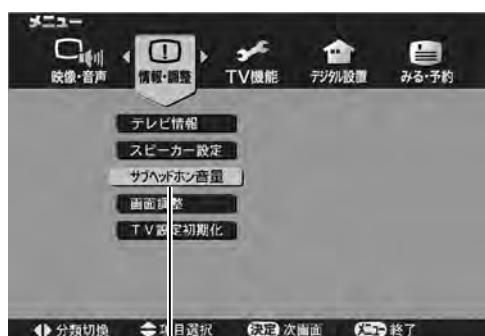 メニュー
映像・音声 情報・調整 TV機能 デジタル設置 みる・予約
テレビ情報
スピーカー設定
サブヘッドホン音量
画面調整
TV設定初期化
分類切換 項目選択 決定 次画面 メニュー 終了